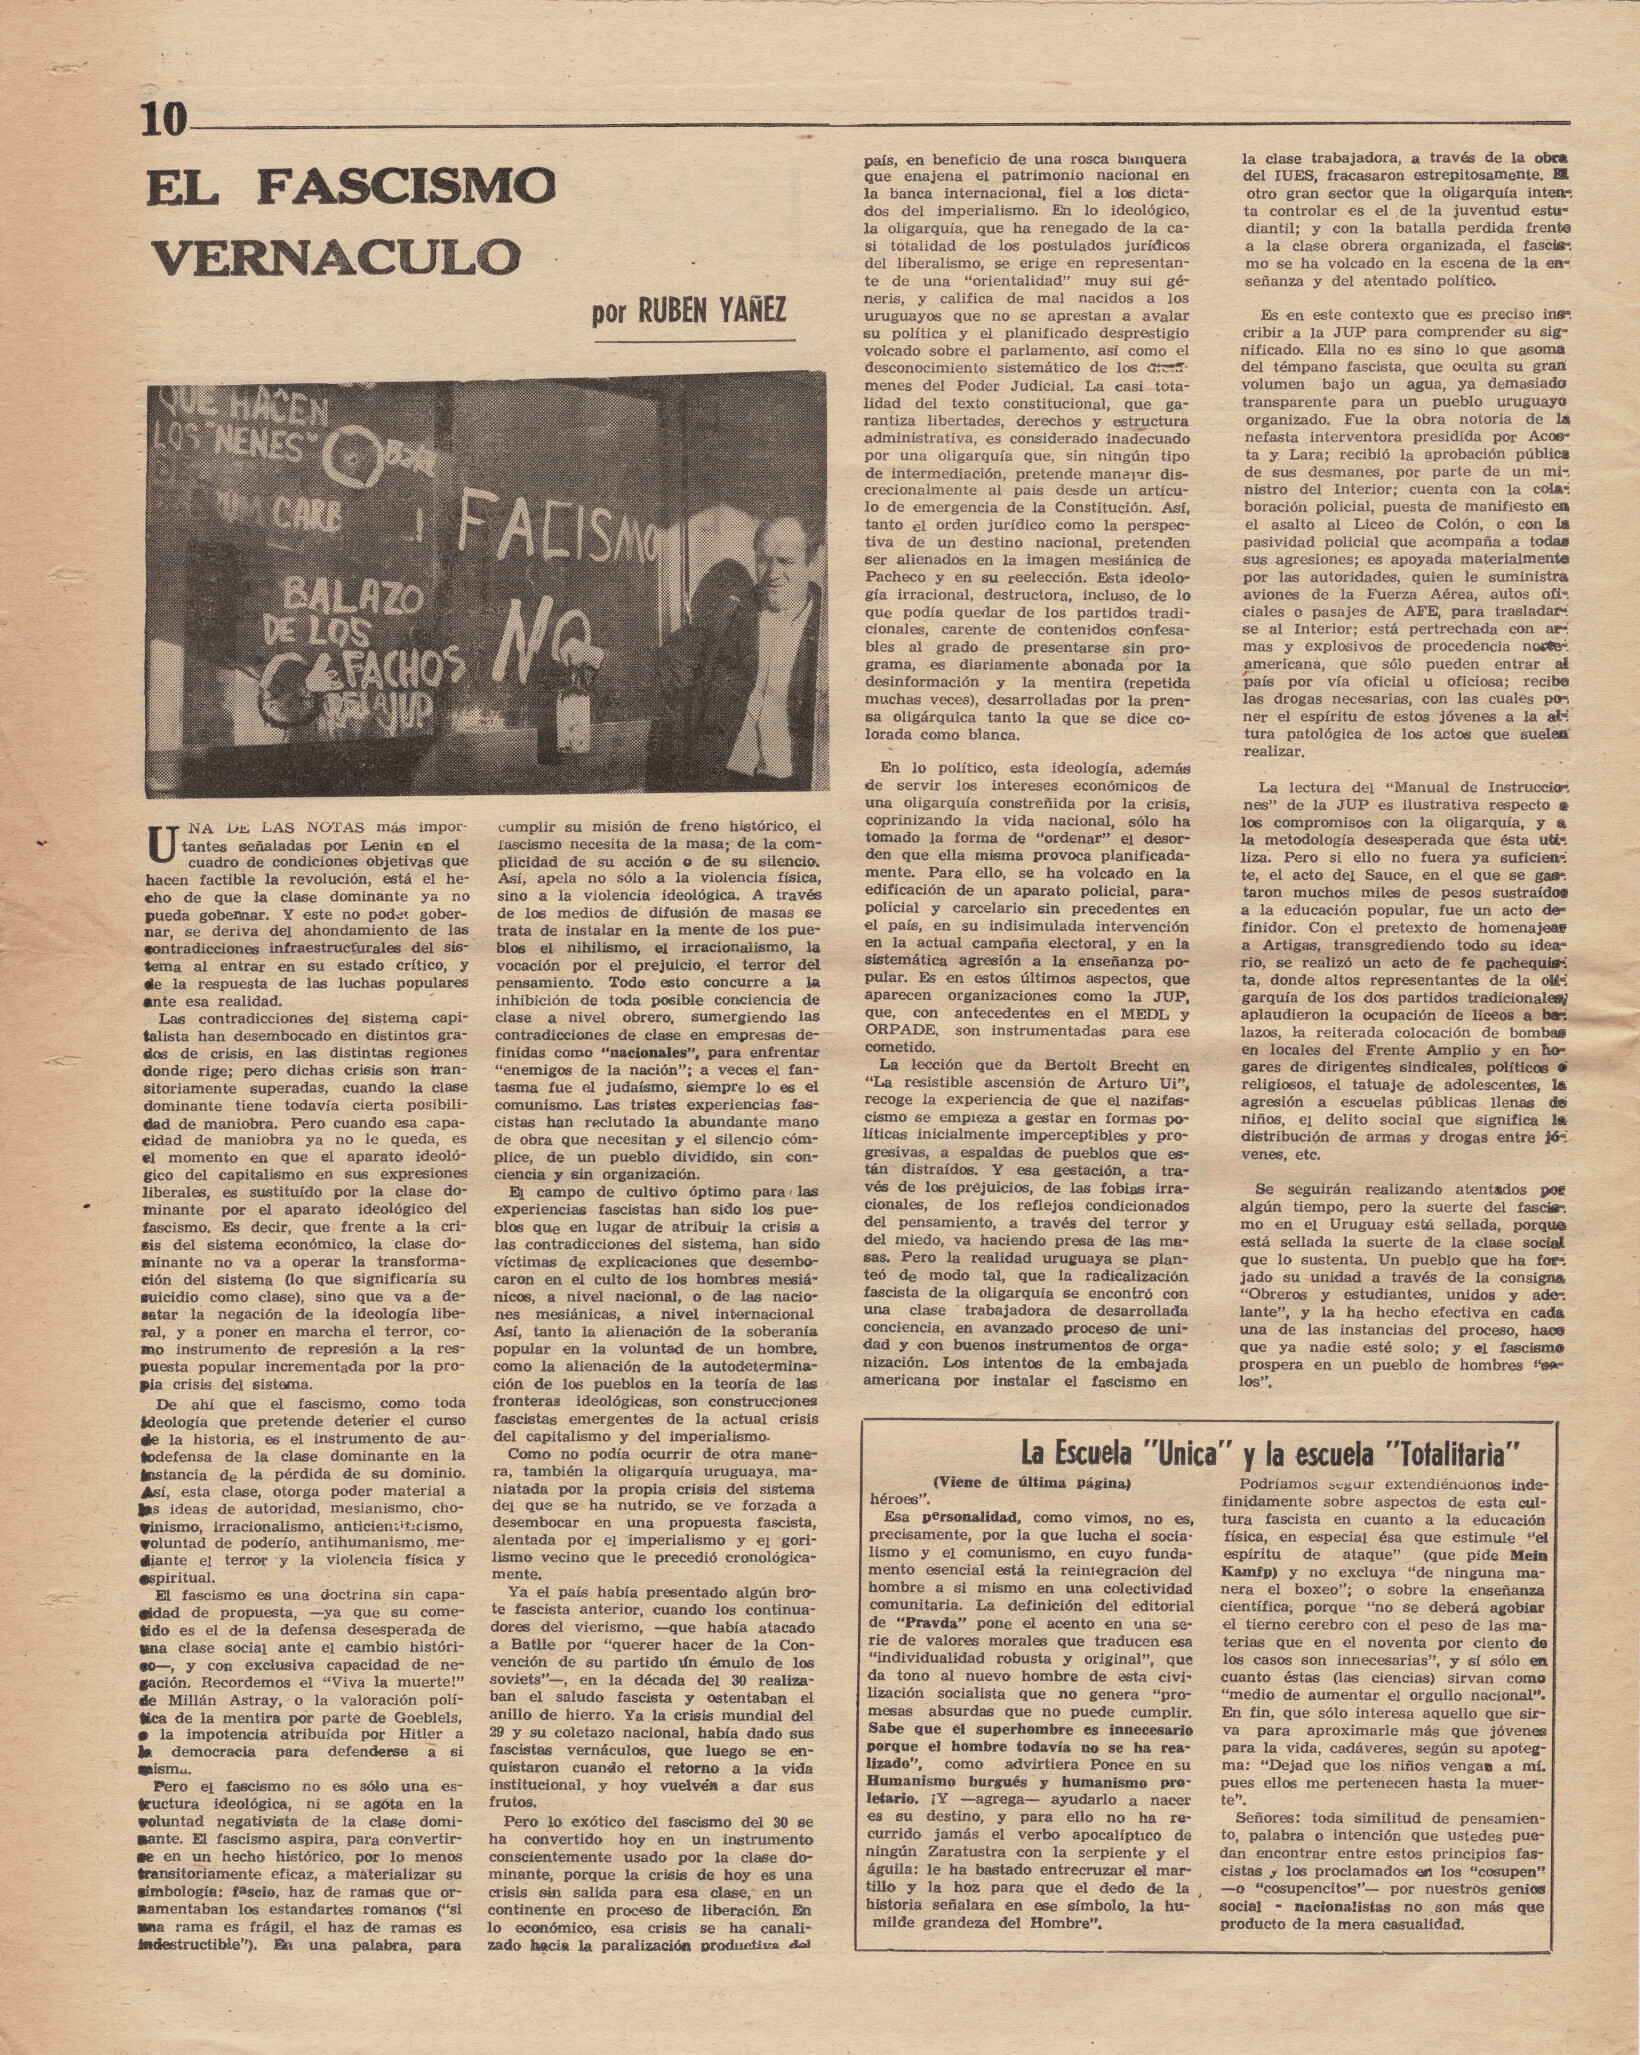 10
EL FASCISMO
VERNACULO
por RUBEN YAÑEZ
QUE HACEN
LOS "NENES"
CARB
!
FACISMO
NO
BALAZO
DE LOS
FACHOS
JUP
UNA DE LAS NOTAS más impor-
tantes señaladas por Lenin en el
cuadro de condiciones objetivas que
hacen factible la revolución, está el he-
cho de que la clase dominante ya no
pueda gobernar. Y este no poder gober-
nar, se deriva del ahondamiento de las
contradicciones infraestructurales del sis-
tema al entrar en su estado crítico, y
de la respuesta de las luchas populares
ante esa realidad.
Las contradicciones del sistema capi-
talista han desembocado en distintos gra-
dos de crisis, en las distintas regiones
donde rige; pero dichas crisis son tran-
sitoriamente superadas, cuando la clase
dominante tiene todavía cierta posibili-
dad de maniobra. Pero cuando esa capa-
cidad de maniobra ya no le queda, es
el momento en que el aparato ideoló-
gico del capitalismo en sus expresiones
liberales, es sustituído por la clase do-
minante por el aparato ideológico del
fascismo. Es decir, que frente a la cri-
sis del sistema económico, la clase do-
minante no va a operar la transforma-
ción del sistema (lo que significaría su
suicidio como clase), sino que va a de-
satar la negación de la ideología libe-
ral, y a poner en marcha el terror, co-
mo instrumento de represión a la res-
puesta popular incrementada por la pro-
pia crisis del sistema.
De ahí que el fascismo, como toda
ideología que pretende detener el curso
de la historia, es el instrumento de au-
todefensa de la clase dominante en la
instancia de la pérdida de su dominio.
Así, esta clase, otorga poder material a
las ideas de autoridad, mesianismo, cho-
vinismo, irracionalismo, anticientificismo,
voluntad de poderío, antihumanismo, me-
diante el terror y la violencia física y
espiritual.
El fascismo es una doctrina sin capa-
cidad de propuesta, —ya que su come-
tido es el de la defensa desesperada de
una clase social ante el cambio históri-
co—, y con exclusiva capacidad de ne-
gación. Recordemos el "Viva la muerte!"
de Millán Astray, o la valoración polí-
tica de la mentira por parte de Goeblels,
o la impotencia atribuída por Hitler a
la democracia para defenderse a si
misma.
Pero el fascismo no es sólo una es-
tructura ideológica, ni se agota en la
voluntad negativista de la clase domi-
nante. El fascismo aspira, para convertir-
se en un hecho histórico, por lo menos
transitoriamente eficaz, a materializar su
simbología: fascio, haz de ramas que or-
namentaban los estandartes romanos ("si
una rama es frágil, el haz de ramas es
indestructible"). En una palabra, para
cumplir su misión de freno histórico, el
fascismo necesita de la masa; de la com-
plicidad de su acción o de su silencio.
Así, apela no sólo a la violencia física,
sino a la violencia ideológica. A través
de los medios de difusión de masas se
trata de instalar en la mente de los pue-
blos el nihilismo, el irracionalismo, la
vocación por el prejuicio, el terror del
pensamiento. Todo esto concurre a la
inhibición de toda posible conciencia de
clase a nivel obrero, sumergiendo las
contradicciones de clase en empresas de-
finidas como "nacionales", para enfrentar
"enemigos de la nación"; a veces el fan-
tasma fue el judaísmo, siempre lo es el
comunismo. Las tristes experiencias fas-
cistas han reclutado la abundante mano
de obra que necesitan y el silencio cóm-
plice, de un pueblo dividido, sin con-
ciencia y sin organización.
El campo de cultivo óptimo para las
experiencias fascistas han sido los pue-
blos que en lugar de atribuir la crisis a
las contradicciones del sistema, han sido
víctimas de explicaciones que desembo-
caron en el culto de los hombres mesiá-
nicos, a nivel nacional, o de las nacio-
nes mesiánicas, a nivel internacional
Así, tanto la alienación de la soberanía
popular en la voluntad de un hombre,
como la alienación de la autodetermina-
ción de los pueblos en la teoría de las
fronteras ideológicas, son construcciones
fascistas emergentes de la actual crisis
del capitalismo y del imperialismo.
Como no podía ocurrir de otra mane-
ra, también la oligarquía uruguaya, ma-
niatada por la propia crisis del sistema
del que se ha nutrido, se ve forzada a
desembocar en una propuesta fascista,
alentada por el imperialismo y el gori-
lismo vecino que le precedió cronológica-
mente.
Ya el país había presentado algún bro-
te fascista anterior, cuando los continua-
dores del vierismo, —que había atacado
a Batlle por "querer hacer de la Con-
vención de su partido un émulo de los
soviets"—, en la década del 30 realiza-
ban el saludo fascista y ostentaban el
anillo de hierro. Ya la crisis mundial del
29 y su coletazo nacional, había dado sus
fascistas vernáculos, que luego se en-
quistaron cuando el retorno a la vida
institucional, y hoy vuelven a dar sus
frutos.
Pero lo exótico del fascismo del 30 se
ha convertido hoy en un instrumento
conscientemente usado por la clase do-
minante, porque la crisis de hoy es una
crisis sin salida para esa clase, en un
continente en proceso de liberación. En
lo económico, esa crisis se ha canali-
zado hacia la paralización productiva del
país, en beneficio de una rosca banquera
que enajena el patrimonio nacional en
la banca internacional, fiel a los dicta-
dos del imperialismo. En lo ideológico,
la oligarquía, que ha renegado de la ca-
si totalidad de los postulados jurídicos
del liberalismo, se erige en representan-
te de una "orientalidad" muy sui gé-
neris, y califica de mal nacidos a los
uruguayos que no se aprestan a avalar
su política y el planificado desprestigio
volcado sobre el parlamento, así como el
desconocimiento sistemático de los
menes del Poder Judicial. La casi tota-
lidad del texto constitucional, que ga-
rantiza libertades, derechos y estructura
administrativa, es considerado inadecuado
por una oligarquía que, sin ningún tipo
de intermediación, pretende manejar dis-
crecionalmente al país desde un artícu-
lo de emergencia de la Constitución. Así,
tanto el orden jurídico como la perspec-
tiva de un destino nacional, pretenden
ser alienados en la imagen mesiánica de
Pacheco y en su reelección. Esta ideolo-
gía irracional, destructora, incluso, de lo
que podía quedar de los partidos tradi-
cionales, carente de contenidos confesa-
bles al grado de presentarse sin pro-
grama, es diariamente abonada por la
desinformación y la mentira (repetida
muchas veces), desarrolladas por la pren-
sa oligárquica tanto la que se dice co-
lorada como blanca.
En lo político, esta ideología, además
de servir los intereses económicos de
una oligarquía constreñida por la crisis,
coprinizando la vida nacional, sólo ha
tomado la forma de "ordenar" el desor-
den que ella misma provoca planificada-
mente. Para ello, se ha volcado en la
edificación de un aparato policial, para-
policial y carcelario sin precedentes en
el país, en su indisimulada intervención
en la actual campaña electoral, y en la
sistemática agresión a la enseñanza po-
pular. Es en estos últimos aspectos, que
aparecen organizaciones como la JUP,
que, con antecedentes en el MEDL y
ORPADE, son instrumentadas para ese
cometido.
La lección que da Bertolt Brecht en
"La resistible ascensión de Arturo Ui",
recoge la experiencia de que el nazifas-
cismo se empieza a gestar en formas po-
líticas inicialmente imperceptibles y pro-
gresivas, a espaldas de pueblos que es-
tán distraídos. Y esa gestación, a tra-
vés de los prejuicios, de las fobias irra-
cionales, de los reflejos condicionados
del pensamiento, a través del terror y
del miedo, va haciendo presa de las ma-
sas. Pero la realidad uruguaya se plan-
teó de modo tal, que la radicalización
fascista de la oligarquía se encontró con
una clase trabajadora de desarrollada
conciencia, en avanzado proceso de uni-
dad y con buenos instrumentos de orga-
nización. Los intentos de la embajada
americana por instalar el fascismo en
la clase trabajadora, a través de la obra
del IUES, fracasaron estrepitosamente. El
otro gran sector que la oligarquía inten-
ta controlar es el de la juventud estu-
diantil; y con la batalla perdida frente
a la clase obrera organizada, el fascis-
mo se ha volcado en la escena de la en-
señanza y del atentado político.
Es en este contexto que es preciso ins-
cribir a la JUP para comprender su sig-
nificado. Ella no es sino lo que asoma
del témpano fascista, que oculta su gran
volumen bajo un agua, ya demasiado
transparente para un pueblo uruguayo
organizado. Fue la obra notoria de la
nefasta interventora presidida por Acos-
ta y Lara; recibió la aprobación pública
de sus desmanes, por parte de un mi-
nistro del Interior; cuenta con la cola-
boración policial, puesta de manifiesto en
el asalto al Liceo de Colón, o con la
pasividad policial que acompaña a todas
sus agresiones; es apoyada materialmente
por las autoridades, quien le suministra
aviones de la Fuerza Aérea, autos ofi-
ciales o pasajes de AFE, para trasladar-
se al Interior; está pertrechada con ar-
mas y explosivos de procedencia norte-
americana, que sólo pueden entrar al
país por vía oficial u oficiosa; recibe
las drogas necesarias, con las cuales po-
ner el espíritu de estos jóvenes a la al-
tura patológica de los actos que suelen
realizar.
La lectura del "Manual de Instruccio-
nes" de la JUP es ilustrativa respecto a
los compromisos con la oligarquía, y a
la metodología desesperada que ésta uti-
liza. Pero si ello no fuera ya suficien-
te, el acto del Sauce, en el que se gas-
taron muchos miles de pesos sustraídos
a la educación popular, fue un acto de-
finidor. Con el pretexto de homenajear
a Artigas, transgrediendo todo su idea-
rio, se realizó un acto de fe pachequis-
ta, donde altos representantes de la oli-
garquía de los dos partidos tradicionales,
aplaudieron la ocupación de liceos a ba-
lazos, la reiterada colocación de bombas
en locales del Frente Amplio y en ho-
gares de dirigentes sindicales, políticos o
religiosos, el tatuaje de adolescentes, la
agresión a escuelas públicas llenas de
niños, el delito social que significa la
distribución de armas y drogas entre jó-
venes, etc.
Se seguirán realizando atentados por
algún tiempo, pero la suerte del fascis-
mo en el Uruguay está sellada, porque
está sellada la suerte de la clase social
que lo sustenta. Un pueblo que ha for-
jado su unidad a través de la consigna
"Obreros y estudiantes, unidos y ade-
lante", y la ha hecho efectiva en cada
una de las instancias del proceso, hace
que ya nadie esté solo; y el fascismo
prospera en un pueblo de hombres "so-
los".
La Escuela "Unica" y la escuela "Totalitaria"
(Viene de última página)
héroes".
Esa personalidad, como vimos, no es,
precisamente, por la que lucha el socia-
lismo y el comunismo, en cuyo funda-
mento esencial está la reintegración del
hombre a si mismo en una colectividad
comunitaria. La definición del editorial
de "Pravda" pone el acento en una se-
rie de valores morales que traducen esa
"individualidad robusta y original", que
da tono al nuevo hombre de esta civi-
lización socialista que no genera "pro-
mesas absurdas que no puede cumplir.
Sabe que el superhombre es innecesario
porque el hombre todavía no se ha rea-
lizado", como advirtiera Ponce en su
Humanismo burgués y humanismo pro-
letario. ¡Y —agrega— ayudarlo a nacer
es su destino, y para ello no ha re-
currido jamás el verbo apocalíptico de
ningún Zaratustra con la serpiente y el
águila: le ha bastado entrecruzar el mar-
tillo y la hoz para que el dedo de la
historia señalara en ese símbolo, la hu-
milde grandeza del Hombre".
Podríamos seguir extendiéndonos inde-
finidamente sobre aspectos de esta cul-
tura fascista en cuanto a la educación
física, en especial ésa que estimule "el
espíritu de ataque" (que pide Mein
Kamfp) y no excluya "de ninguna ma-
nera el boxeo"; o sobre la enseñanza
científica, porque "no se deberá agobiar
el tierno cerebro con el peso de las ma-
terias que en el noventa por ciento de
los casos son innecesarias", y sí sólo en
cuanto éstas (las ciencias) sirvan como
"medio de aumentar el orgullo nacional".
En fin, que sólo interesa aquello que sir-
va para aproximarle más que jóvenes
para la vida, cadáveres, según su apoteg-
ma: "Dejad que los niños vengan a mí.
pues ellos me pertenecen hasta la muer-
te".
Señores: toda similitud de pensamien-
to, palabra o intención que ustedes pue-
dan encontrar entre estos principios fas-
cistas y los proclamados en los "cosupen"
—o "cosupencitos"— por nuestros genios
social - nacionalistas no son más que
producto de la mera casualidad.